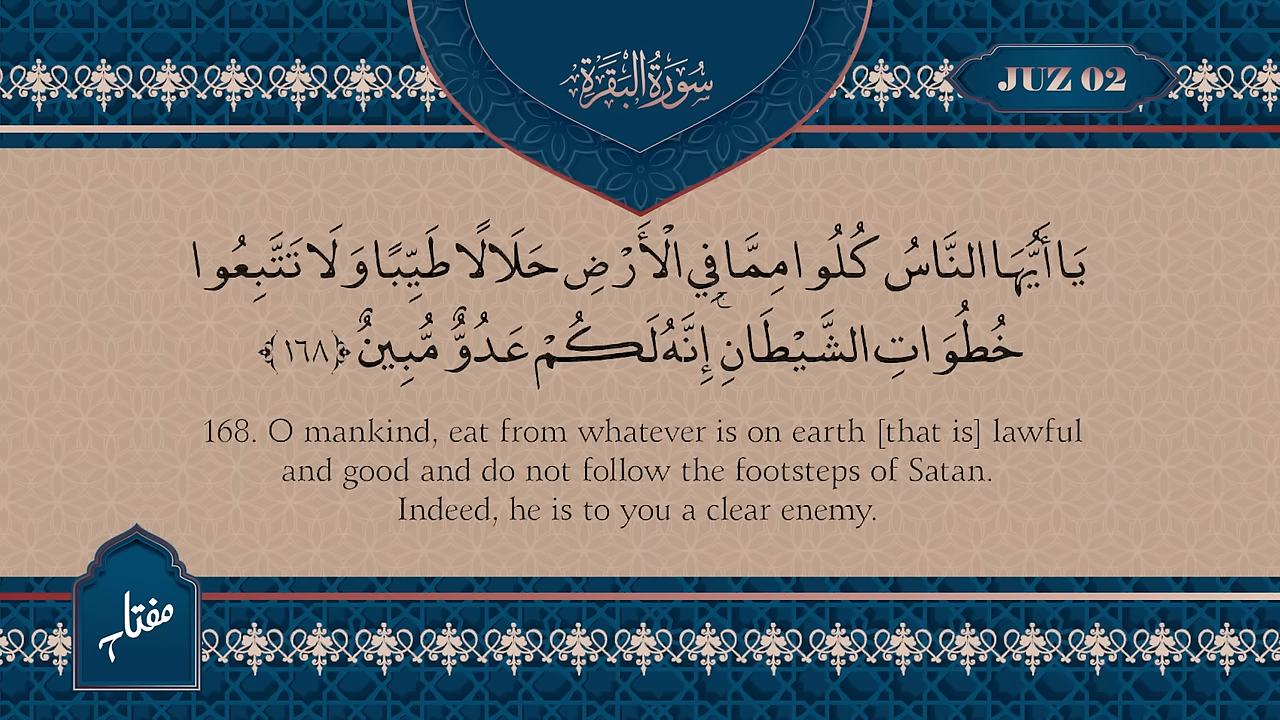 سُورَةُ البَقَرَةِ
JUZ 02
يَا أَيُّهَا النَّاسُ كُلُوا مِمَّا فِي الْأَرْضِ حَلَالًا طَيِّبًا وَلَا تَتَّبِعُوا
خُطُوَاتِ الشَّيْطَانِ ۚ إِنَّهُ لَكُمْ عَدُوٌّ مُّبِينٌ ﴿١٦٨﴾
168. O mankind, eat from whatever is on earth [that is] lawful
and good and do not follow the footsteps of Satan.
Indeed, he is to you a clear enemy.
مفتاح